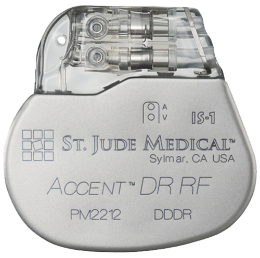 A
V
IS-1
ST. JUDE MEDICAL™
Sylmar, CA USA
ACCENT™ DR RF
PM2212 DDDR